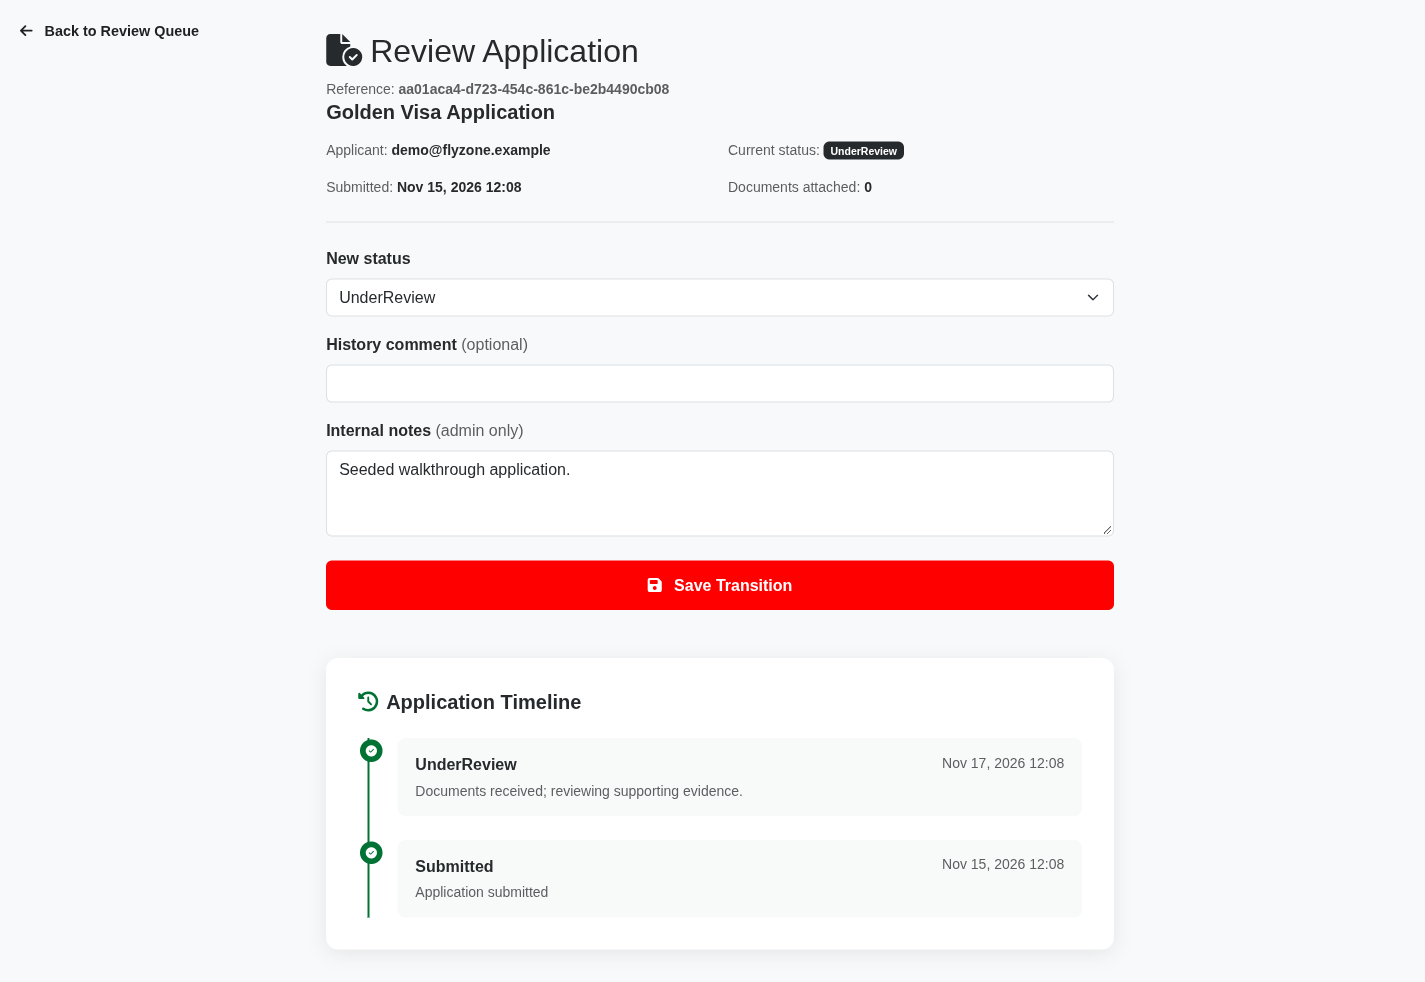 Back to Review Queue
Review Application
Reference: aa01aca4-d723-454c-861c-be2b4490cb08
Golden Visa Application
Applicant: demo@flyzone.example
Current status: UnderReview
Submitted: Nov 15, 2026 12:08
Documents attached: 0
New status
UnderReview
History comment (optional)
Internal notes (admin only)
Seeded walkthrough application.
Save Transition
Application Timeline
UnderReview
Nov 17, 2026 12:08
Documents received; reviewing supporting evidence.
Submitted
Nov 15, 2026 12:08
Application submitted